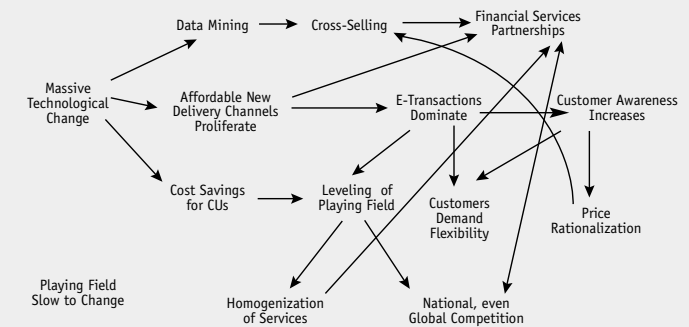 Data Mining
Cross-Selling
Financial Services
Partnerships
Massive
Technological
Change
Affordable New
Delivery Channels
Proliferate
E-Transactions
Dominate
Customer Awareness
Increases
Cost Savings
for CUs
Leveling of
Playing Field
Customers
Demand
Flexibility
Price
Rationalization
Playing Field
Slow to Change
Homogenization
of Services
National, even
Global Competition